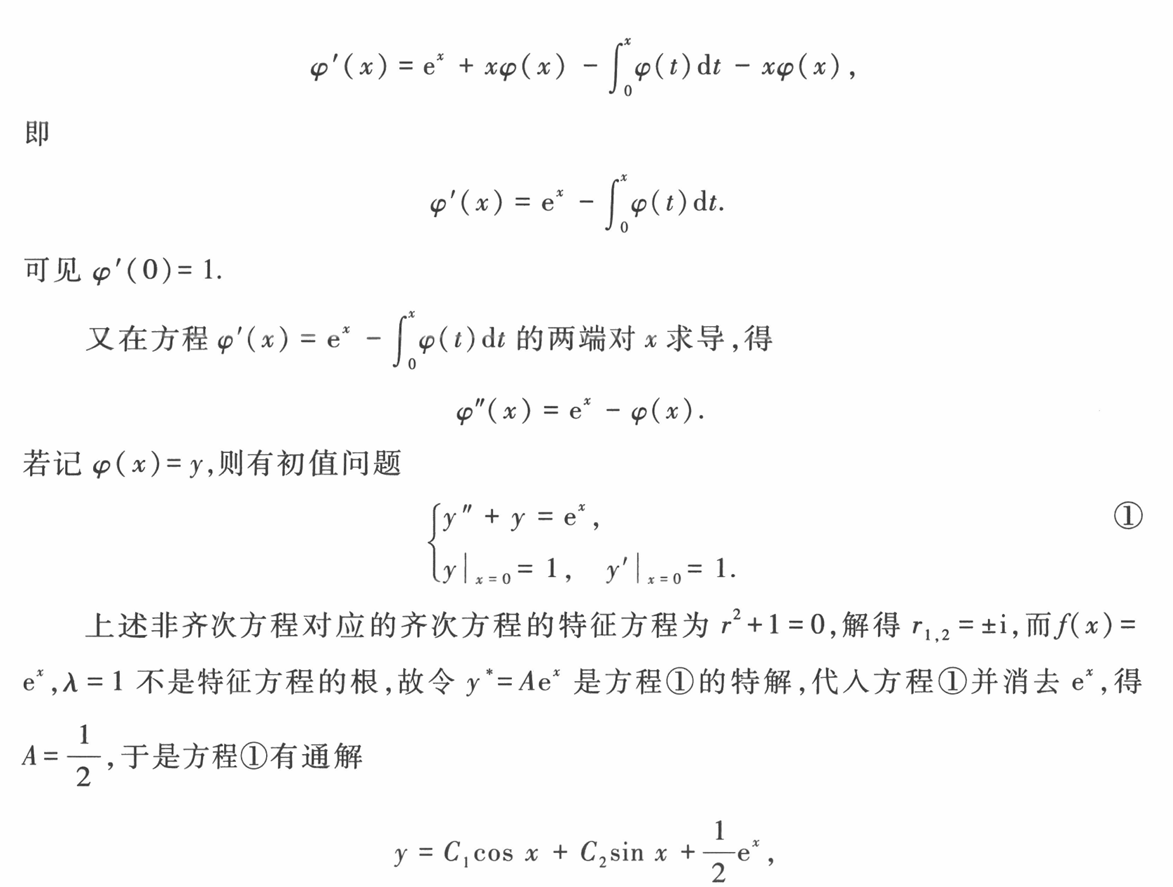 φ′(x) = eˣ + xφ(x) − ∫₀ˣ φ(t)dt − xφ(x),
即
φ′(x) = eˣ − ∫₀ˣ φ(t)dt.
可见 φ′(0) = 1.
又在方程 φ′(x) = eˣ − ∫₀ˣ φ(t)dt 的两端对 x 求导,得
φ″(x) = eˣ − φ(x).
若记 φ(x) = y,则有初值问题
{ y″ + y = eˣ, ①
y|ₓ₌₀ = 1, y′|ₓ₌₀ = 1.
上述非齐次方程对应的齐次方程的特征方程为 r² + 1 = 0,解得 r₁,₂ = ±i,而 f(x) =
eˣ,λ = 1 不是特征方程的根,故令 y* = Aeˣ 是方程①的特解,代入方程①并消去 eˣ,得
A = 1/2,于是方程①有通解
y = C₁cos x + C₂sin x + 1/2 eˣ,